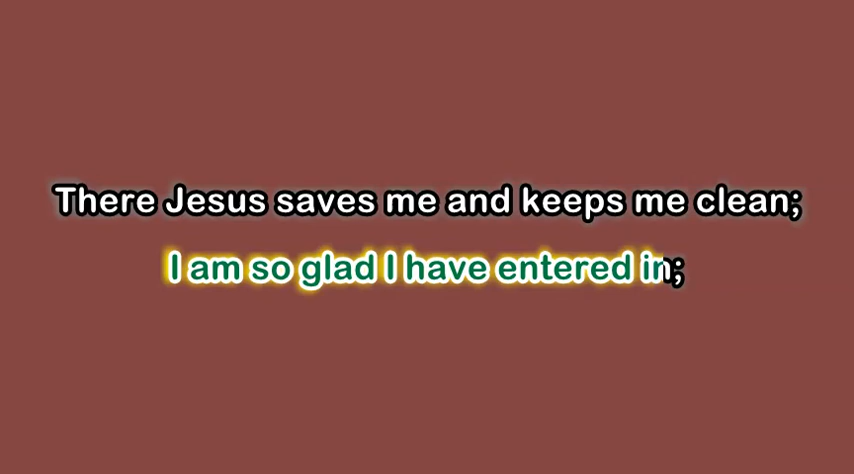 There Jesus saves me and keeps me clean;
I am so glad I have entered in;